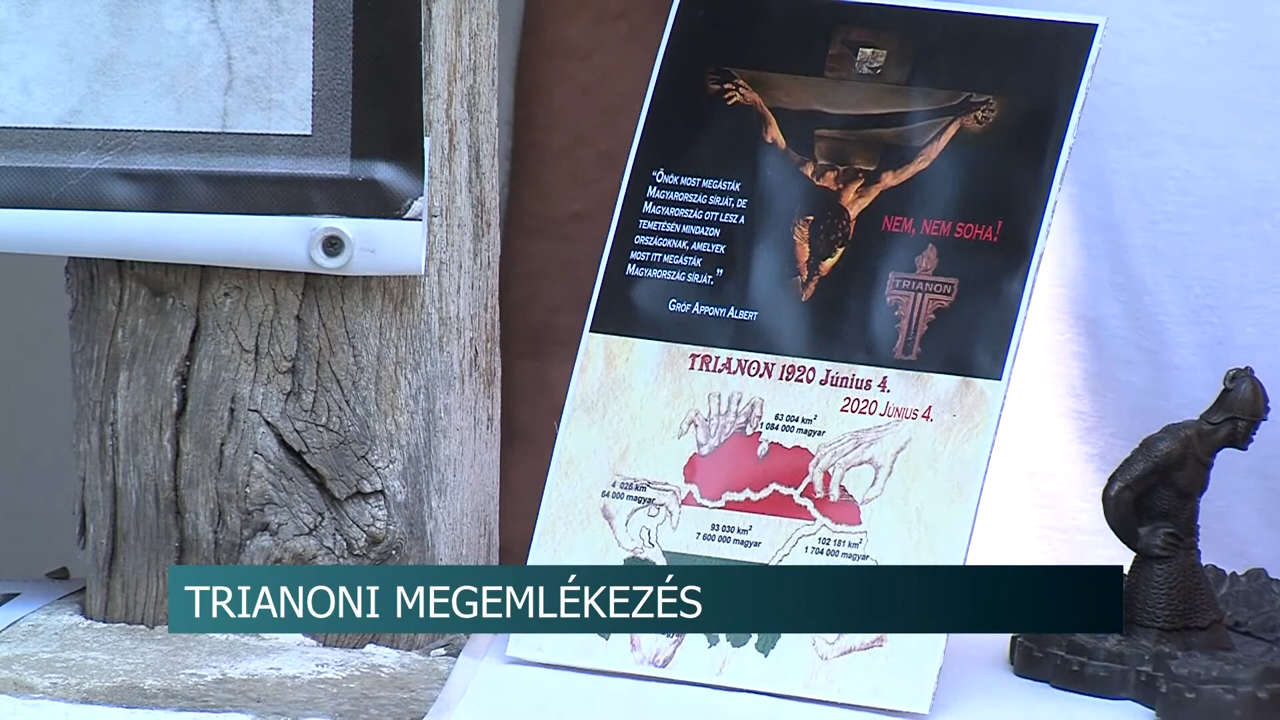 "Önök most megásták
Magyarország sírját, de
Magyarország ott lesz a
temetésén mindazon
országoknak, amelyek
most itt megásták
Magyarország sírját."
Gróf Apponyi Albert
NEM, NEM SOHA!
TRIANON
TRIANON 1920 Június 4.
2020 Június 4.
63 004 km²
1 084 000 magyar
4 026 km²
64 000 magyar
93 030 km²
7 600 000 magyar
102 181 km²
1 704 000 magyar
TRIANONI MEGEMLÉKEZÉS
magyar